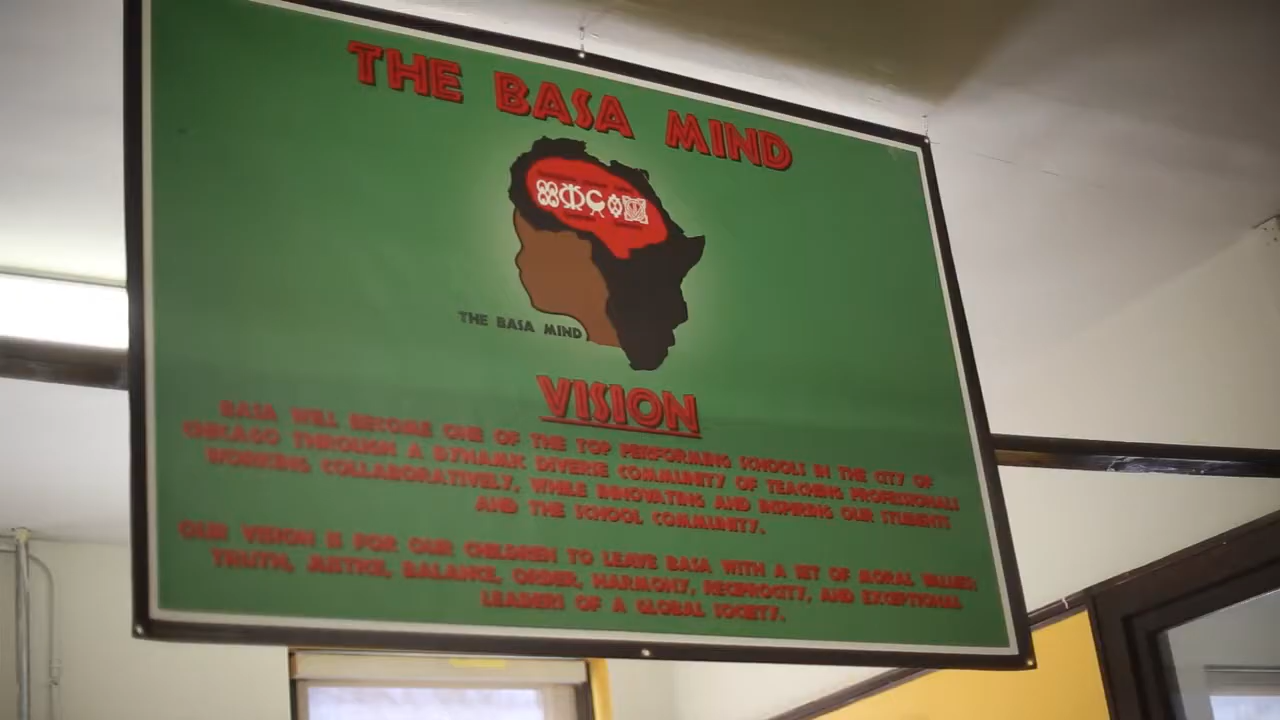 THE BASA MIND
THE BASA MIND
VISION
BASA WILL BECOME ONE OF THE TOP PERFORMING SCHOOLS IN THE CITY OF
CHICAGO THROUGH A DYNAMIC DIVERSE COMMUNITY OF TEACHING PROFESSIONALS
WORKING COLLABORATIVELY, WHILE INNOVATING AND INSPIRING OUR STUDENTS
AND THE SCHOOL COMMUNITY.
OUR VISION IS FOR OUR CHILDREN TO LEAVE BASA WITH A SET OF MORAL VALUES:
TRUTH, JUSTICE, BALANCE, ORDER, HARMONY, RECIPROCITY, AND EXCEPTIONAL
LEADERS OF A GLOBAL SOCIETY.